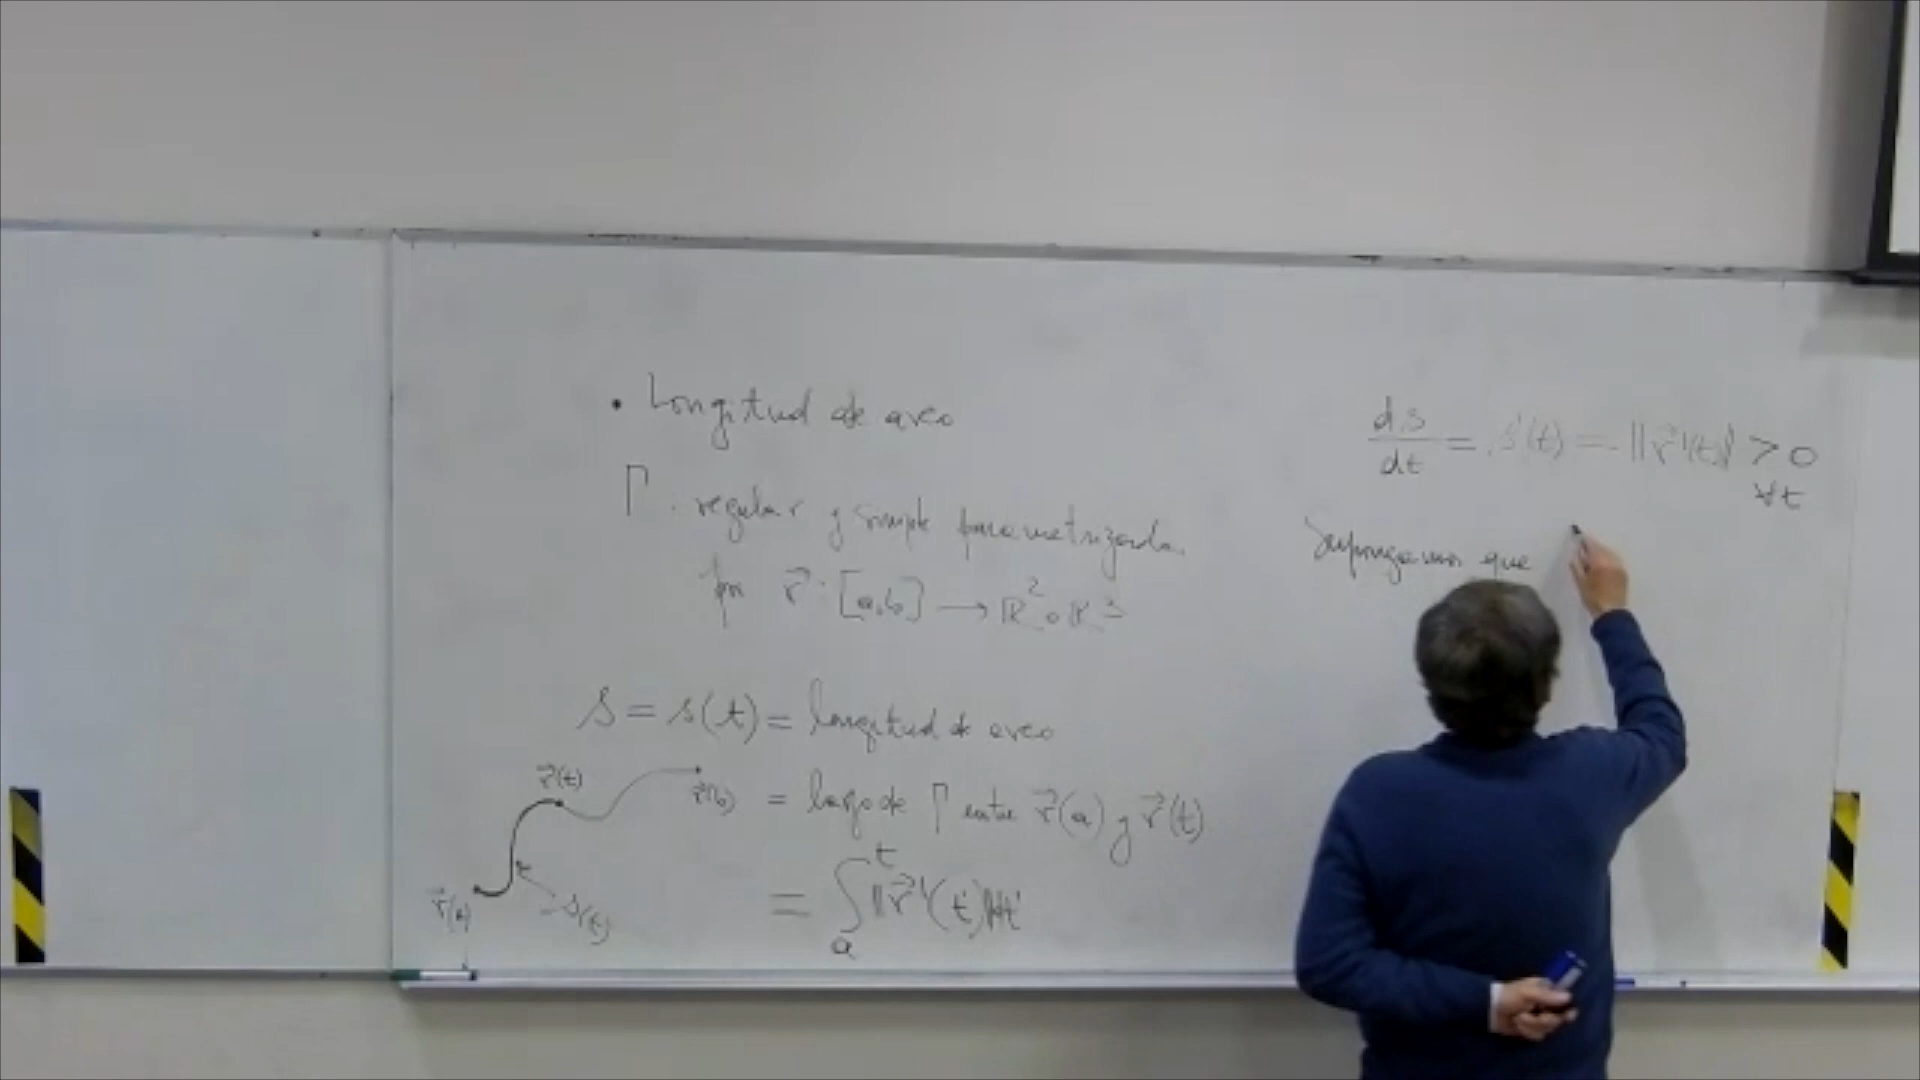 • Longitud de arco
Γ . regular y simple parametrizada
por r⃗ : [a,b] → ℝ² o ℝ³
s = s(t) = longitud de arco
= largo de Γ entre r⃗(a) y r⃗(t)
= ∫ₐᵗ ‖r⃗'(t')‖dt'
r⃗(t)
r⃗(b)
r⃗(a)
s(t)
ds/dt = s'(t) = ‖r⃗'(t)‖ > 0
∀t
Supongamos que